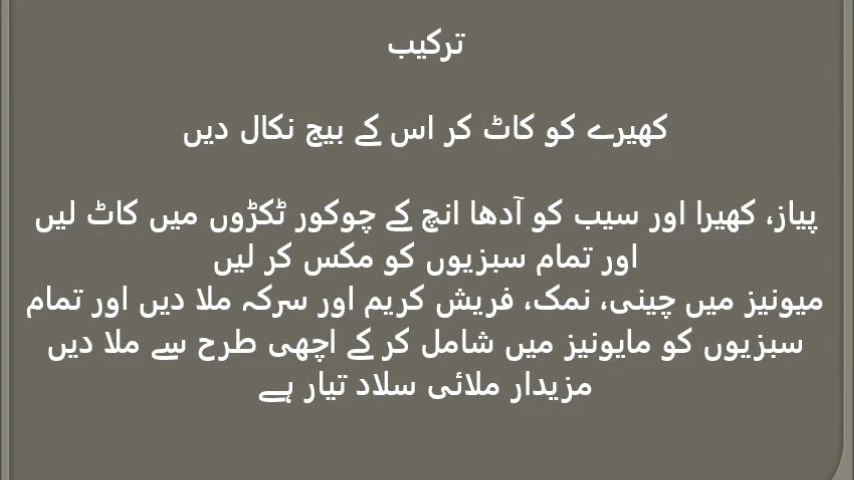 ترکیب
کھیرے کو کاٹ کر اس کے بیج نکال دیں
پیاز، کھیرا اور سیب کو آدھا انچ کے چوکور ٹکڑوں میں کاٹ لیں
اور تمام سبزیوں کو مکس کر لیں
میونیز میں چینی، نمک، فریش کریم اور سرکہ ملا دیں اور تمام
سبزیوں کو مایونیز میں شامل کر کے اچھی طرح سے ملا دیں
مزیدار ملائی سلاد تیار ہے